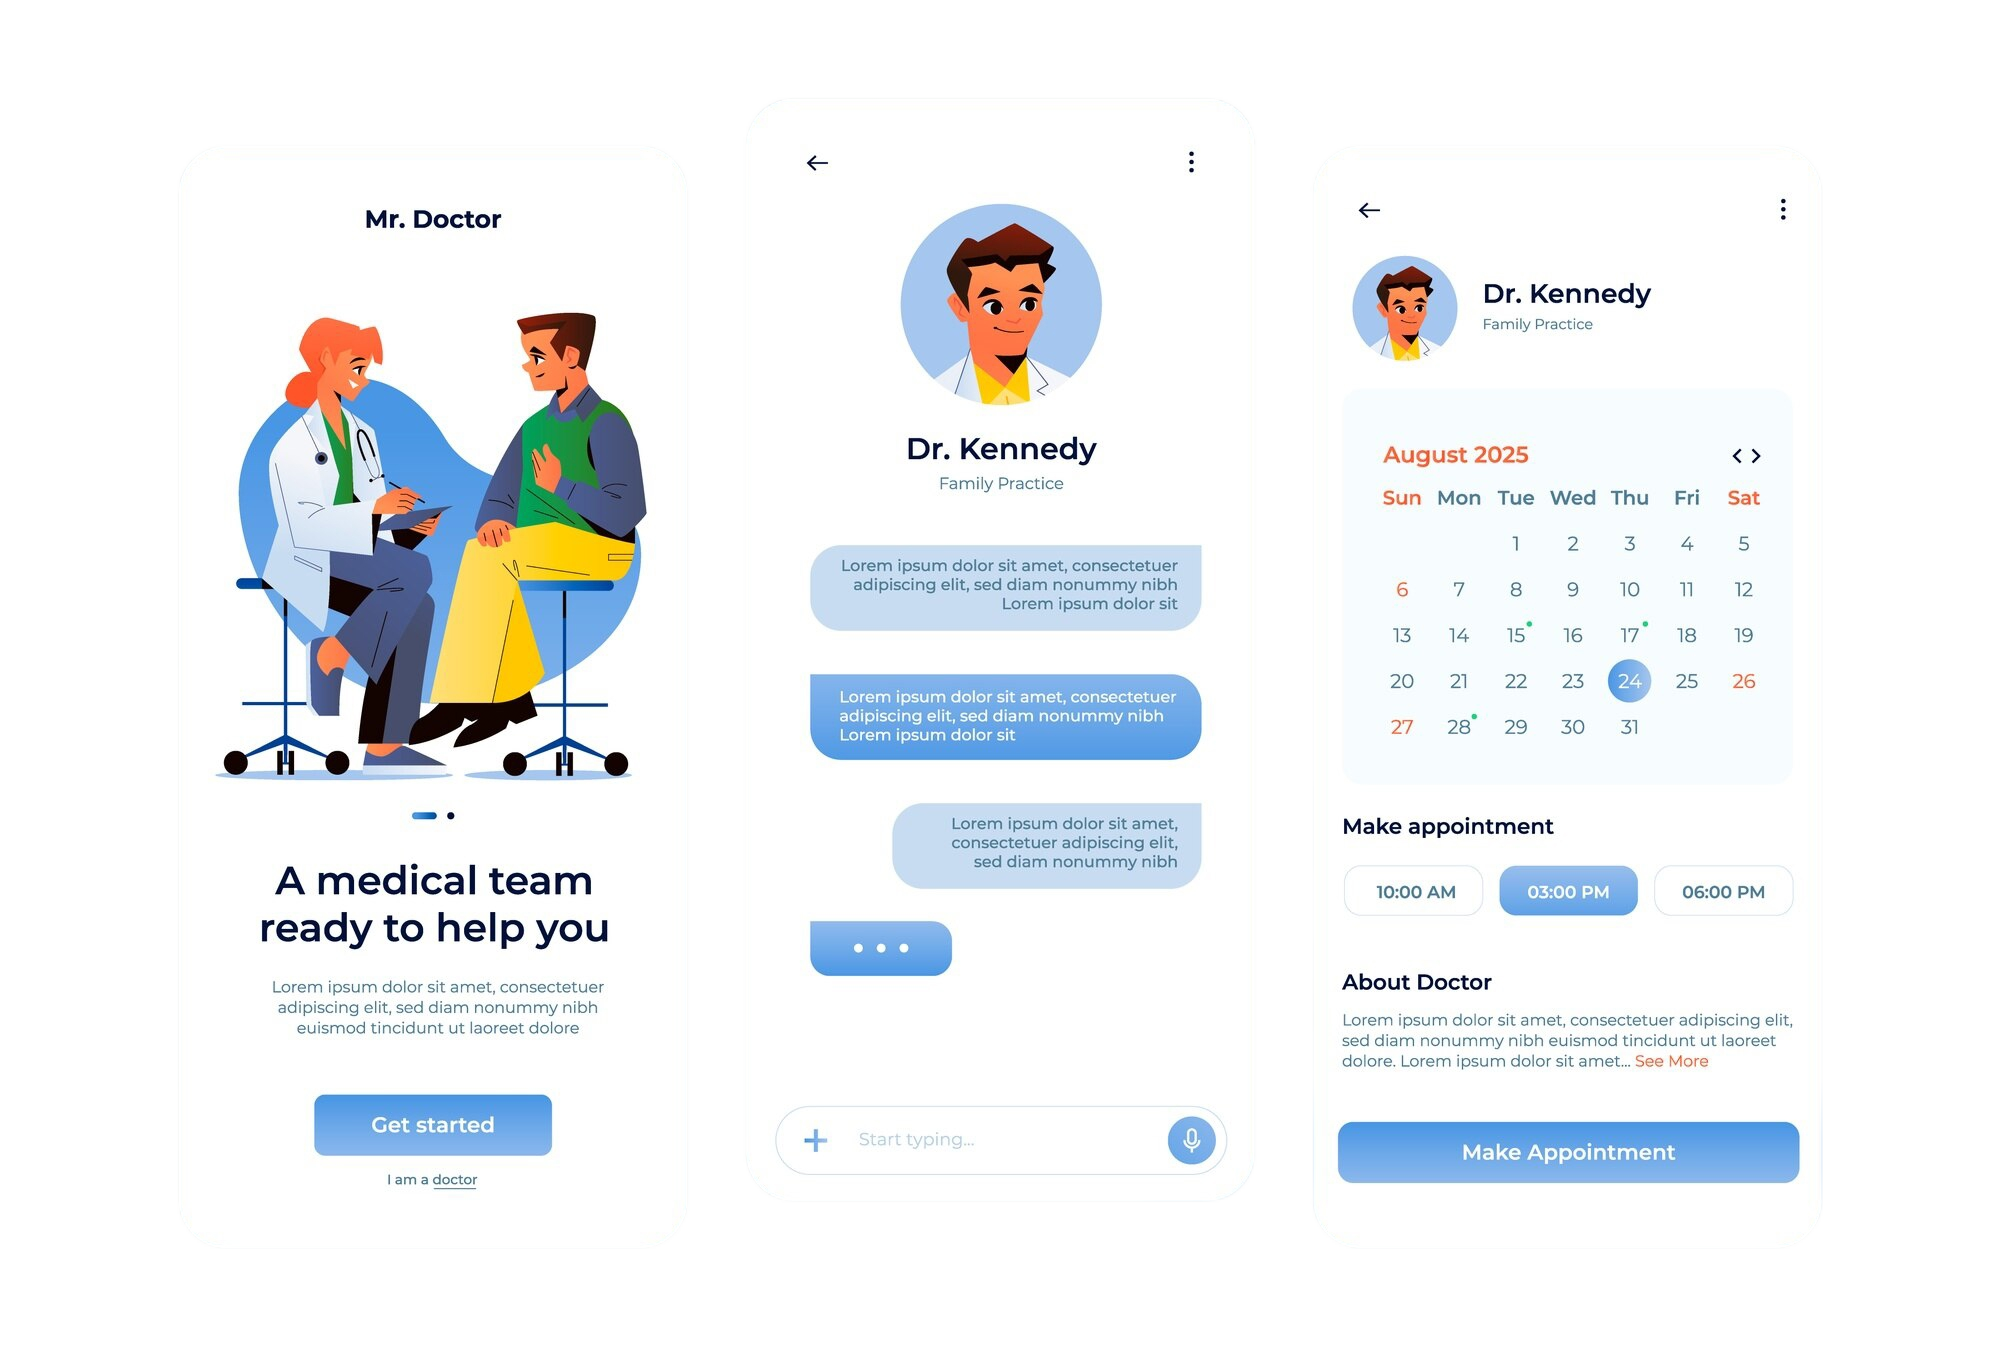 Mr. Doctor
A medical team
ready to help you
Lorem ipsum dolor sit amet, consectetuer
adipiscing elit, sed diam nonummy nibh
euismod tincidunt ut laoreet dolore
Get started
I am a doctor
Dr. Kennedy
Family Practice
Lorem ipsum dolor sit amet, consectetuer
adipiscing elit, sed diam nonummy nibh
Lorem ipsum dolor sit
Lorem ipsum dolor sit amet, consectetuer
adipiscing elit, sed diam nonummy nibh
Lorem ipsum dolor sit
Lorem ipsum dolor sit amet,
consectetuer adipiscing elit,
sed diam nonummy nibh
Start typing...
Dr. Kennedy
Family Practice
August 2025
Sun Mon Tue Wed Thu Fri Sat
1 2 3 4 5
6 7 8 9 10 11 12
13 14 15 16 17 18 19
20 21 22 23 24 25 26
27 28 29 30 31
Make appointment
10:00 AM 03:00 PM 06:00 PM
About Doctor
Lorem ipsum dolor sit amet, consectetuer adipiscing elit,
sed diam nonummy nibh euismod tincidunt ut laoreet
dolore. Lorem ipsum dolor sit amet... See More
Make Appointment